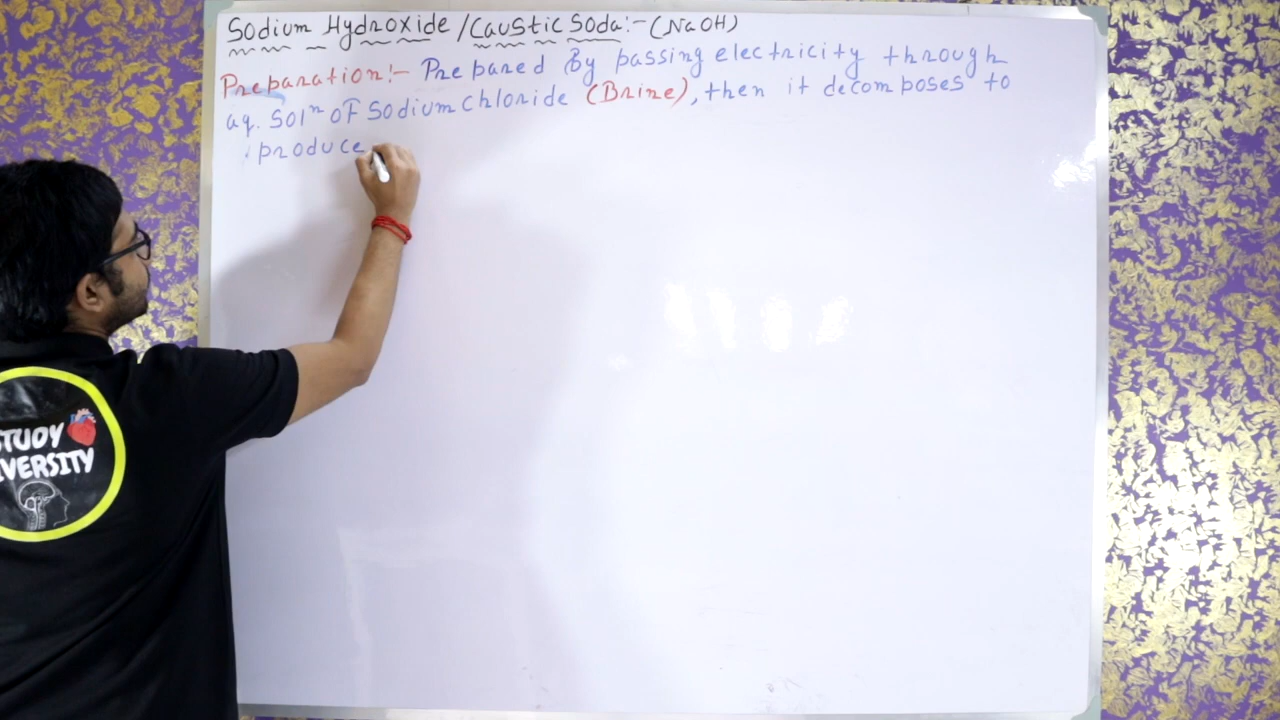 Sodium Hydroxide / Caustic Soda:- (NaOH)
Preparation:- Prepared By passing electricity through
aq. Solⁿ of Sodium Chloride (Brine), then it decomposes to
produce
STUDY
IVERSITY